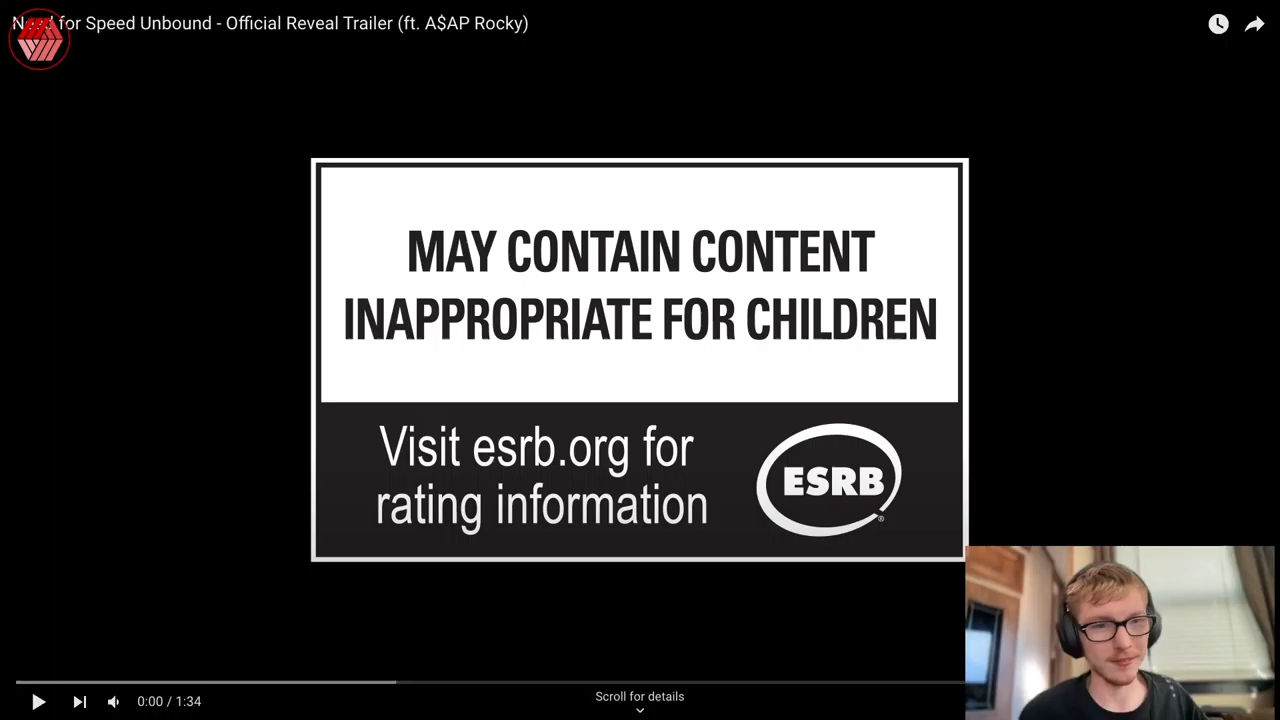 for Speed Unbound - Official Reveal Trailer (ft. A$AP Rocky)
MAY CONTAIN CONTENT
INAPPROPRIATE FOR CHILDREN
Visit esrb.org for
rating information
ESRB
®
0:00 / 1:34
Scroll for details